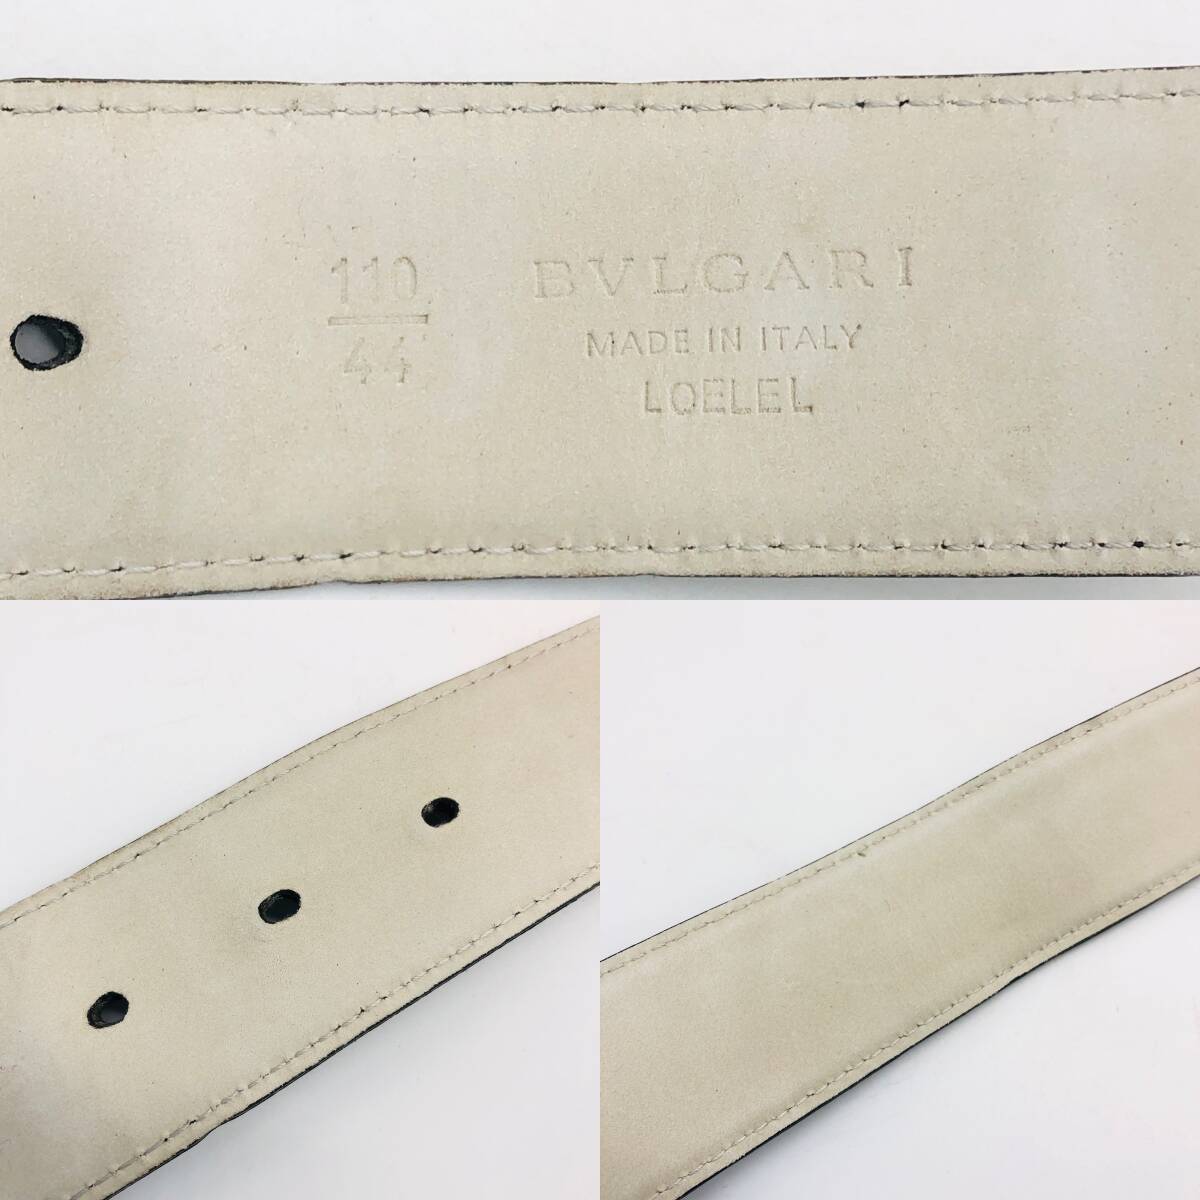 110
44
BVLGARI
MADE IN ITALY
LOELEL